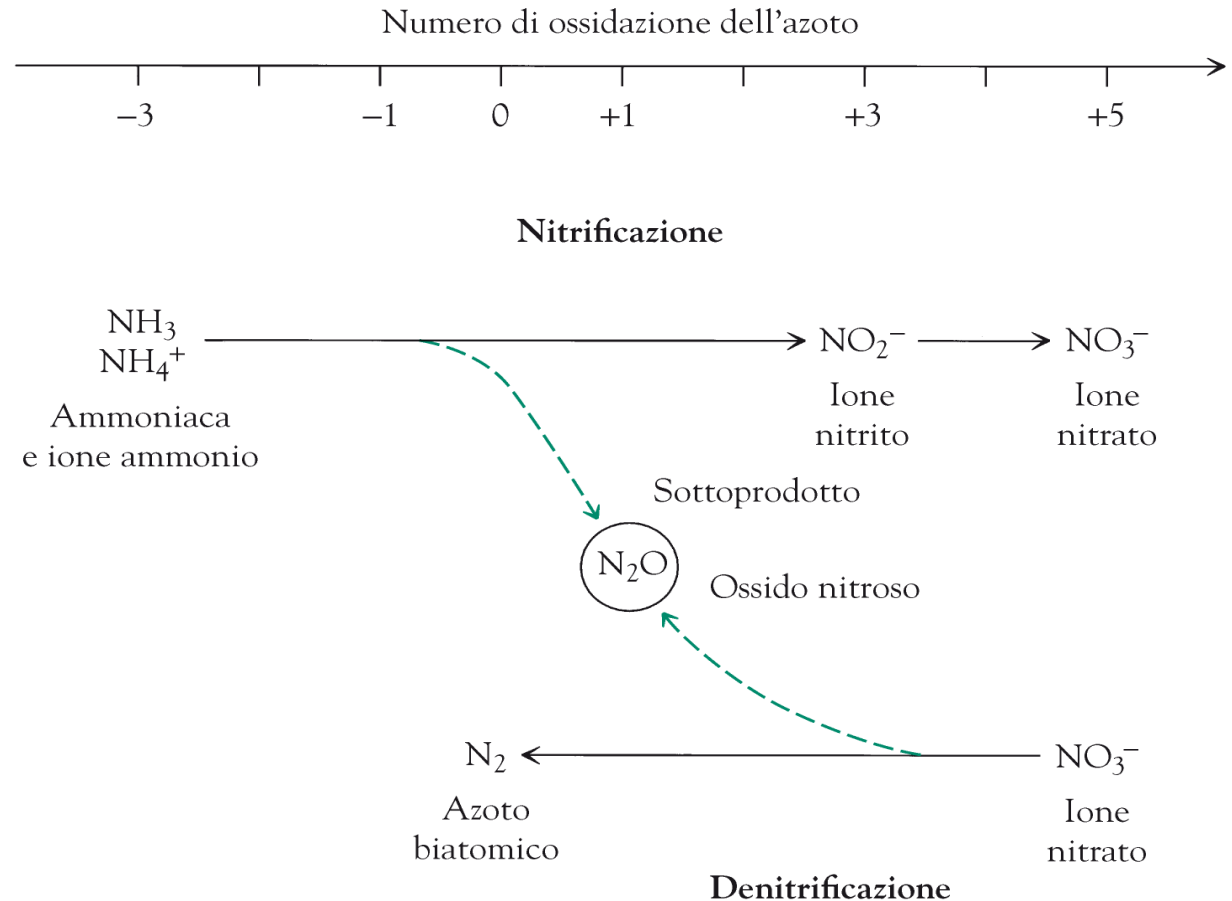 Numero di ossidazione dell'azoto
–3 –1 0 +1 +3 +5
Nitrificazione
NH₃
NH₄⁺
Ammoniaca
e ione ammonio
NO₂⁻
Ione
nitrito
NO₃⁻
Ione
nitrato
Sottoprodotto
N₂O
Ossido nitroso
N₂
Azoto
biatomico
NO₃⁻
Ione
nitrato
Denitrificazione